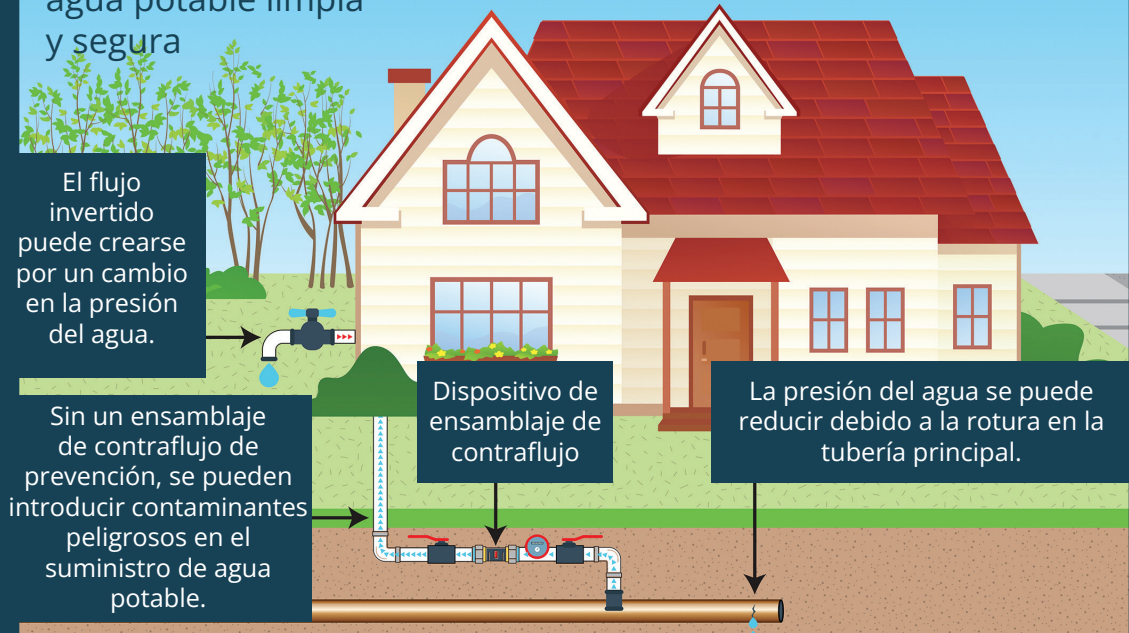 agua potable limpia
y segura
El flujo
invertido
puede crearse
por un cambio
en la presión
del agua.
Sin un ensamblaje
de contraflujo de
prevención, se pueden
introducir contaminantes
peligrosos en el
suministro de agua
potable.
Dispositivo de
ensamblaje de
contraflujo
La presión del agua se puede
reducir debido a la rotura en la
tubería principal.